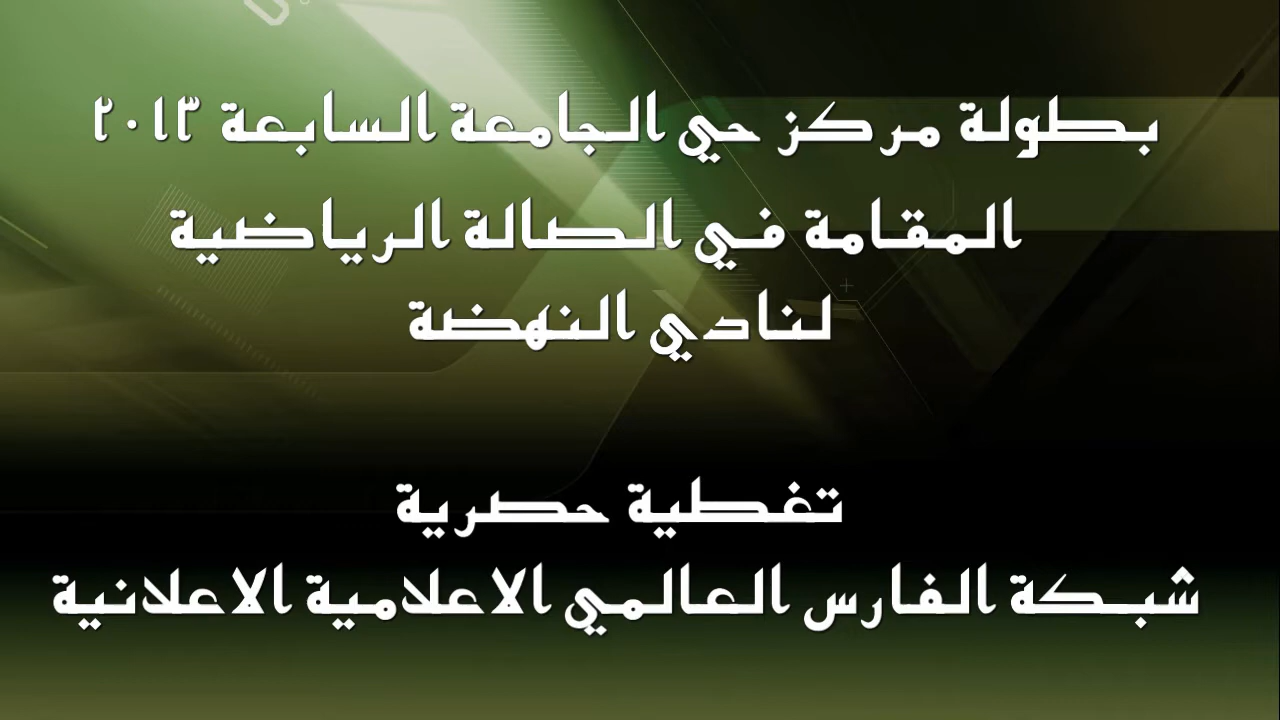 بطولة مركز حي الجامعة السابعة ٢٠١٣
المقامة في الصالة الرياضية
لنادي النهضة
تغطية حصرية
شبكة الفارس العالمي الاعلامية الاعلانية